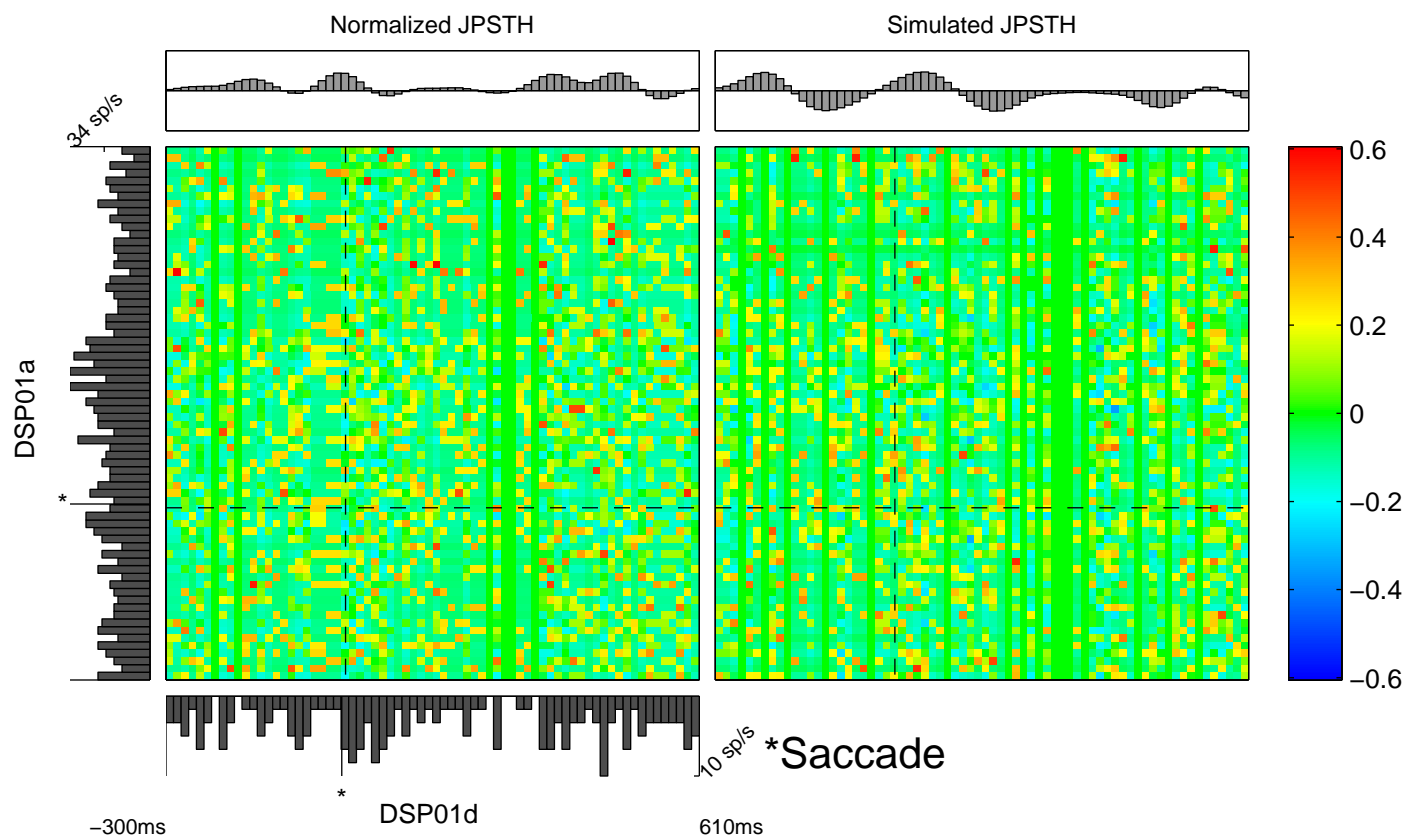 Normalized JPSTH
Simulated JPSTH
34 sp/s
0.6
0.4
0.2
0
−0.2
−0.4
−0.6
DSP01a
*
10 sp/s
*Saccade
*
DSP01d
−300ms
610ms